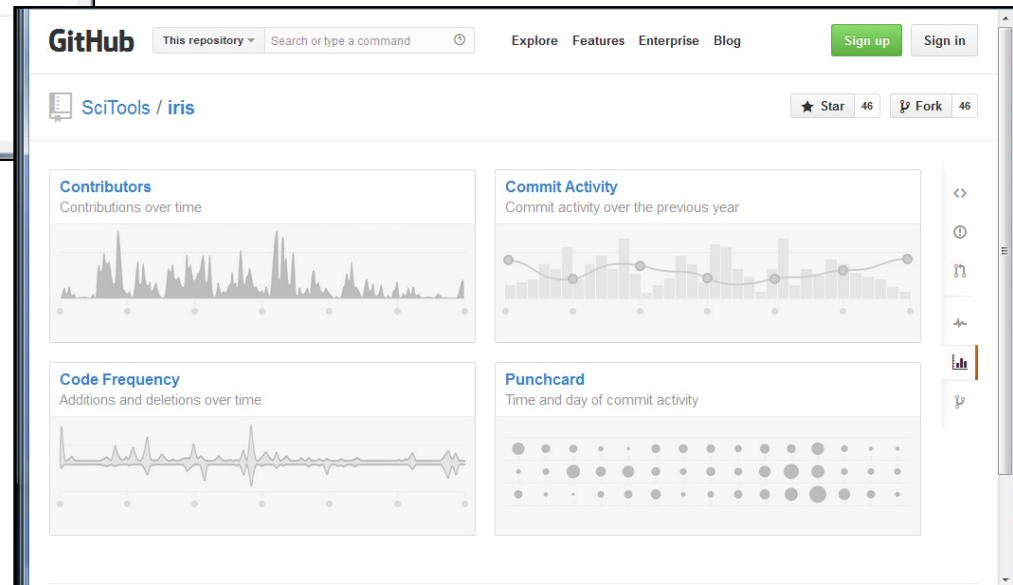 GitHub This repository Search or type a command Explore Features Enterprise Blog Sign up Sign in
SciTools / iris Star 46 Fork 46
Contributors
Contributions over time
Commit Activity
Commit activity over the previous year
Code Frequency
Additions and deletions over time
Punchcard
Time and day of commit activity